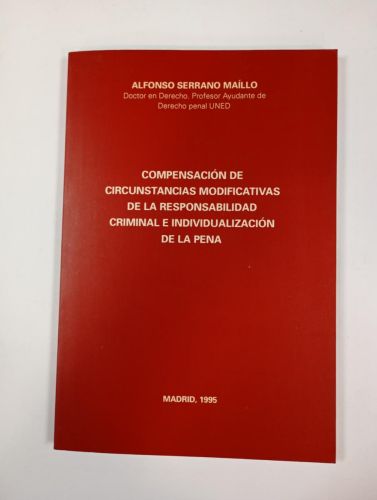 ALFONSO SERRANO MAÍLLO
Doctor en Derecho. Profesor Ayudante de
Derecho penal UNED
COMPENSACIÓN DE
CIRCUNSTANCIAS MODIFICATIVAS
DE LA RESPONSABILIDAD
CRIMINAL E INDIVIDUALIZACIÓN
DE LA PENA
MADRID, 1995